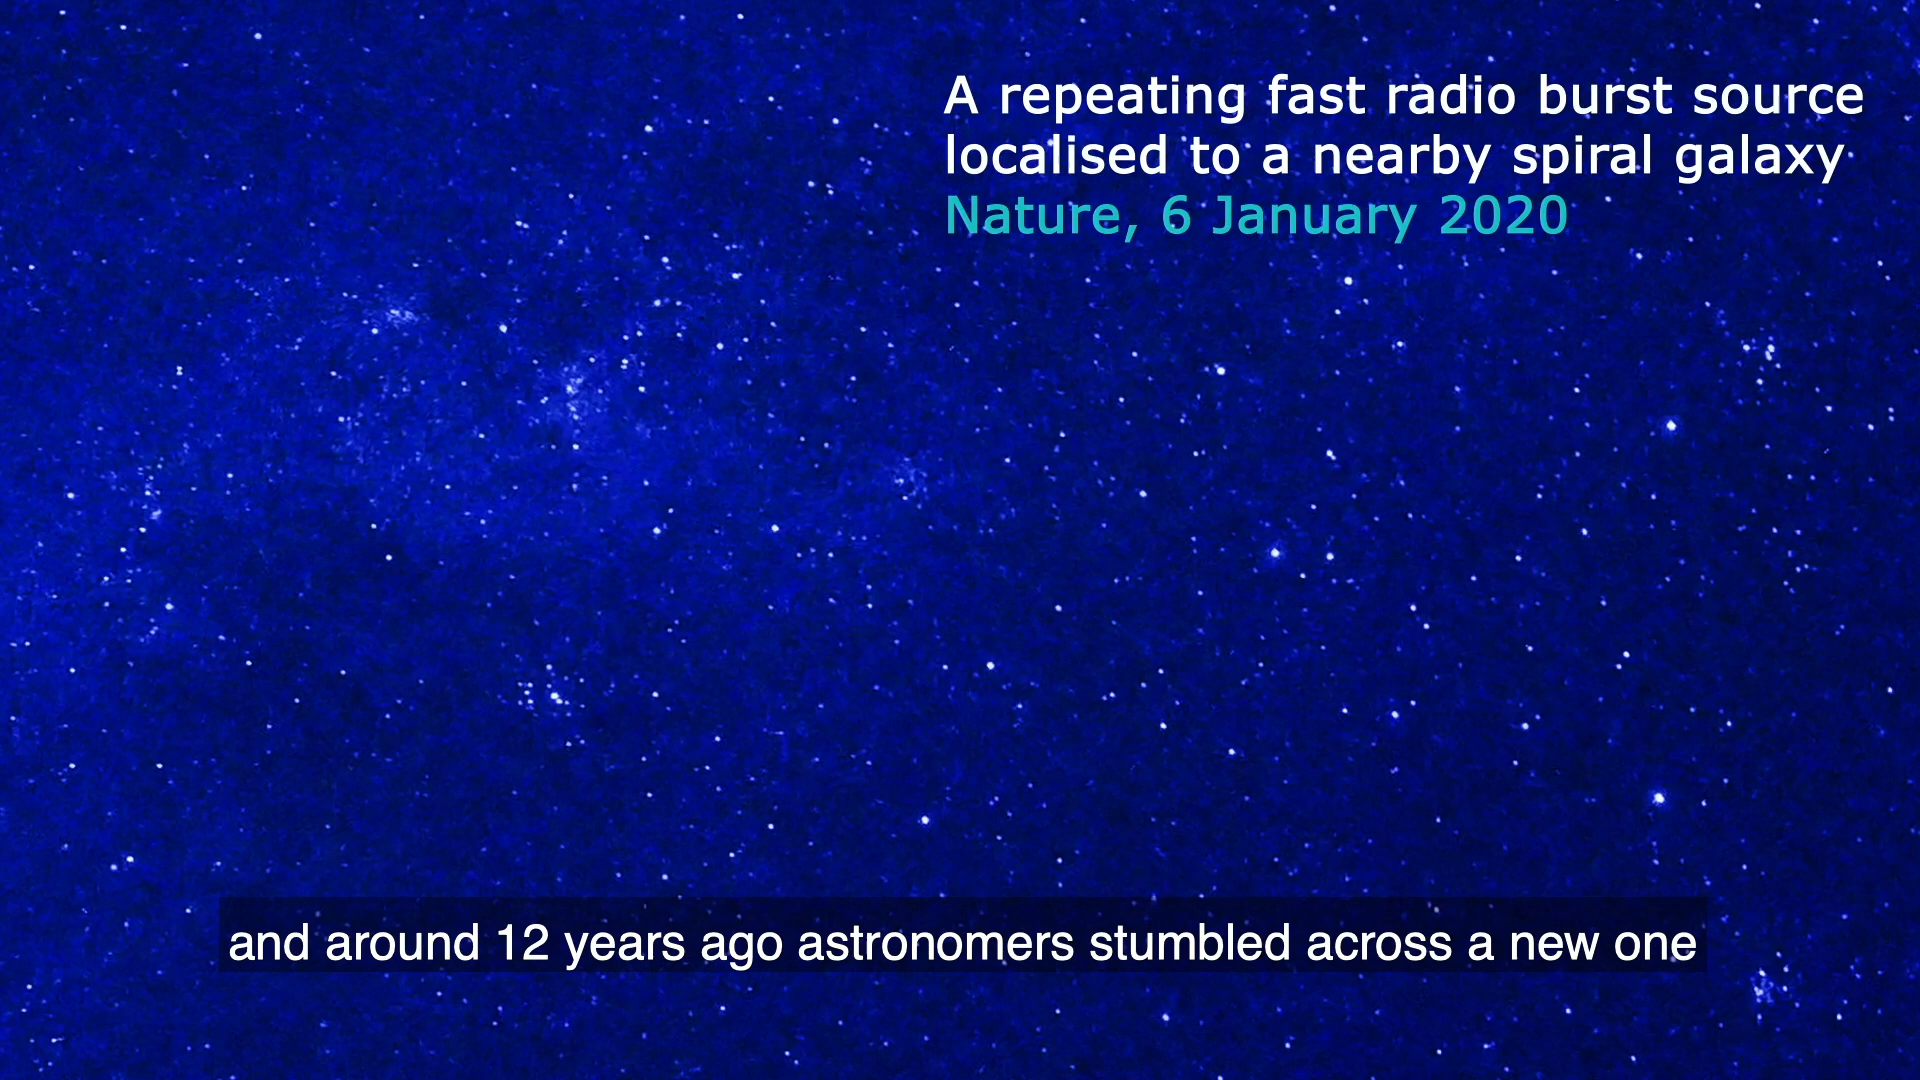 A repeating fast radio burst source
localised to a nearby spiral galaxy
Nature, 6 January 2020
and around 12 years ago astronomers stumbled across a new one